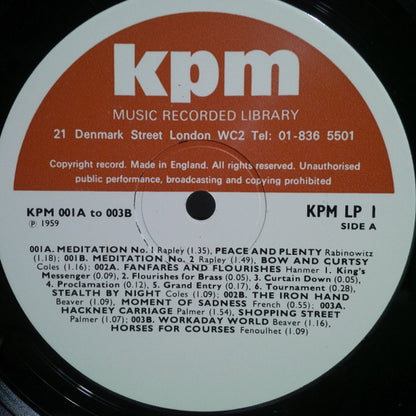 kpm
MUSIC RECORDED LIBRARY
21 Denmark Street London WC2 Tel: 01-836 5501
Copyright record. Made in England. All rights reserved. Unauthorised
public performance, broadcasting and copying prohibited
KPM 001A to 003B
KPM LP 1
℗ 1959
SIDE A
001A. MEDITATION No. 1 Rapley (1.35), PEACE AND PLENTY Rabinowitz
(1.18); 001B. MEDITATION No. 2 Rapley (1.49), BOW AND CURTSY
Coles (1.16); 002A. FANFARES AND FLOURISHES Hanmer 1. King's
Messenger (0.09), 2. Flourishes for Brass (0.05), 3. Curtain Down (0.05),
4. Proclamation (0.12), 5. Grand Entry (0.17), 6. Tournament (0.28),
STEALTH BY NIGHT Coles (1.09); 002B. THE IRON HAND
Beaver (1.09), MOMENT OF SADNESS French (0.55); 003A.
HACKNEY CARRIAGE Palmer (1.54), SHOPPING STREET
Palmer (1.07); 003B. WORKADAY WORLD Beaver (1.16),
HORSES FOR COURSES Fenoulhet (1.09)